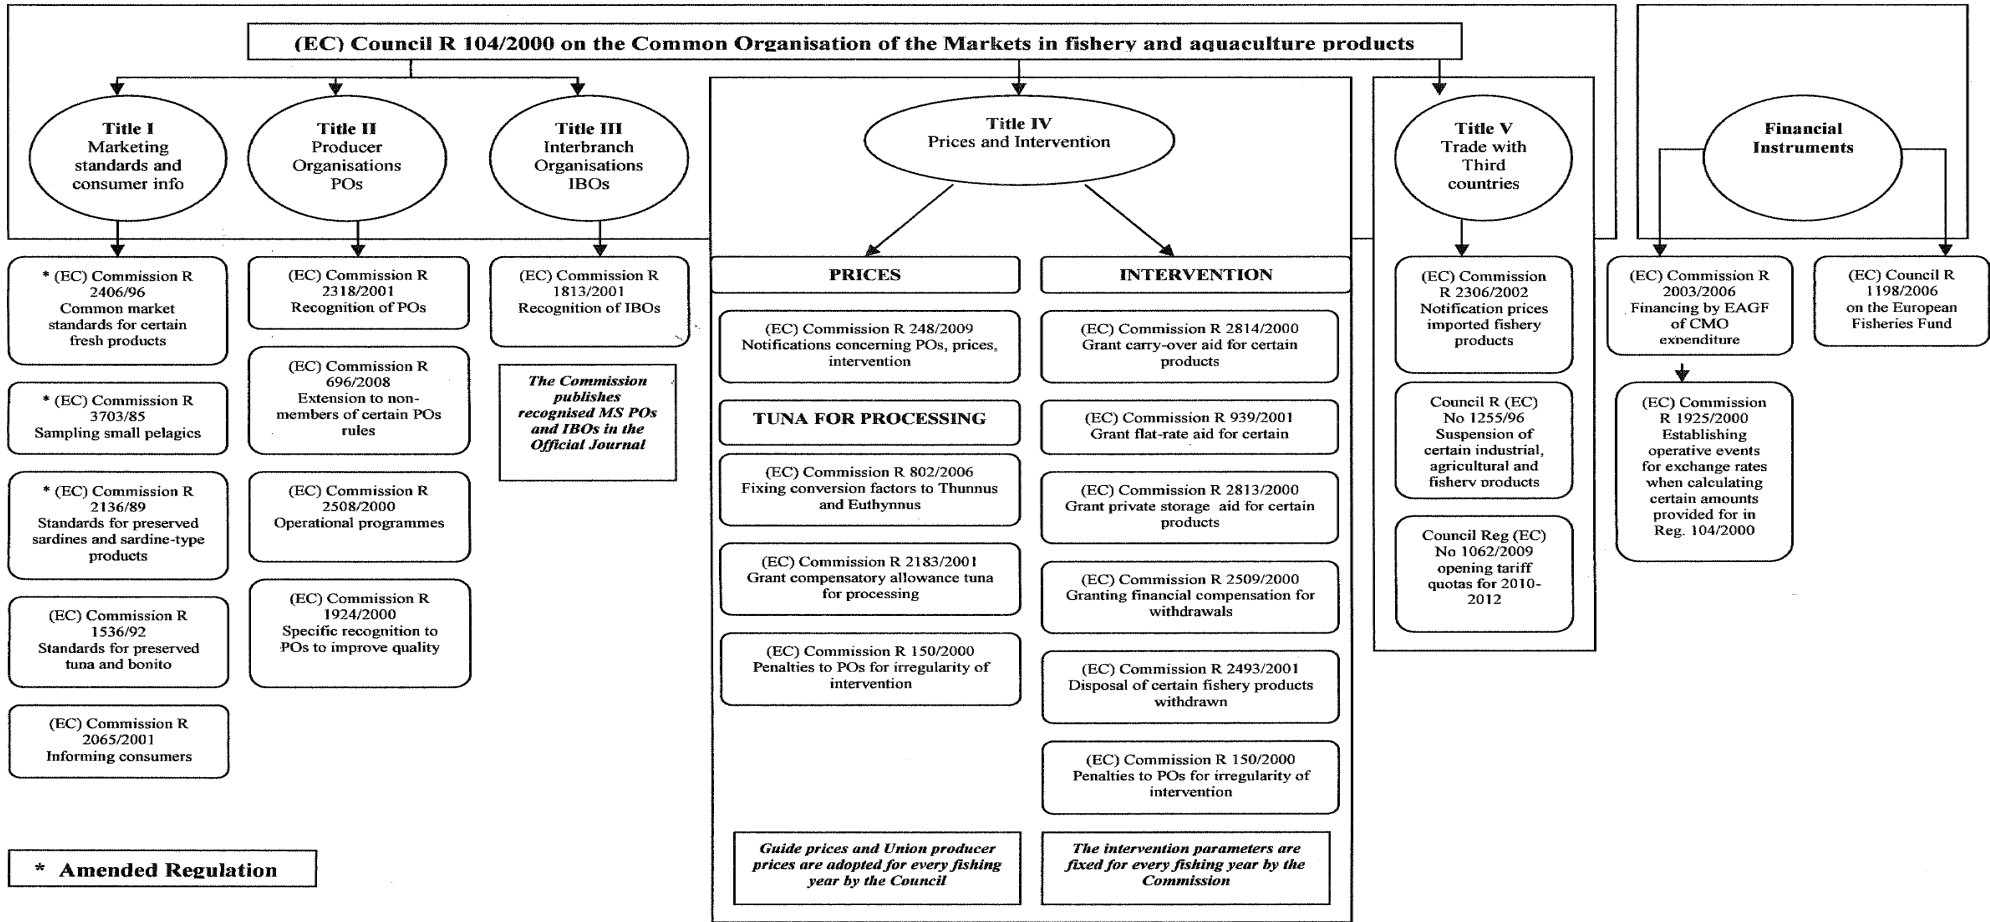 (EC) Council R 104/2000 on the Common Organisation of the Markets in fishery and aquaculture products
Title I
Marketing
standards and
consumer info
Title II
Producer
Organisations
POs
Title III
Interbranch
Organisations
IBOs
Title IV
Prices and Intervention
Title V
Trade with
Third
countries
Financial
Instruments
* (EC) Commission R
2406/96
Common market
standards for certain
fresh products
* (EC) Commission R
3703/85
Sampling small pelagics
* (EC) Commission R
2136/89
Standards for preserved
sardines and sardine-type
products
(EC) Commission R
1536/92
Standards for preserved
tuna and bonito
(EC) Commission R
2065/2001
Informing consumers
(EC) Commission R
2318/2001
Recognition of POs
(EC) Commission R
696/2008
Extension to non-
members of certain POs
rules
(EC) Commission R
2508/2000
Operational programmes
(EC) Commission R
1924/2000
Specific recognition to
POs to improve quality
(EC) Commission R
1813/2001
Recognition of IBOs
The Commission
publishes
recognised MS POs
and IBOs in the
Official Journal
PRICES
(EC) Commission R 248/2009
Notifications concerning POs, prices,
intervention
TUNA FOR PROCESSING
(EC) Commission R 802/2006
Fixing conversion factors to Thunnus
and Euthynnus
(EC) Commission R 2183/2001
Grant compensatory allowance tuna
for processing
(EC) Commission R 150/2000
Penalties to POs for irregularity of
intervention
Guide prices and Union producer
prices are adopted for every fishing
year by the Council
INTERVENTION
(EC) Commission R 2814/2000
Grant carry-over aid for certain
products
(EC) Commission R 939/2001
Grant flat-rate aid for certain
(EC) Commission R 2813/2000
Grant private storage aid for certain
products
(EC) Commission R 2509/2000
Granting financial compensation for
withdrawals
(EC) Commission R 2493/2001
Disposal of certain fishery products
withdrawn
(EC) Commission R 150/2000
Penalties to POs for irregularity of
intervention
The intervention parameters are
fixed for every fishing year by the
Commission
(EC) Commission
R 2306/2002
Notification prices
imported fishery
products
Council R (EC)
No 1255/96
Suspension of
certain industrial,
agricultural and
fishery products
Council Reg (EC)
No 1062/2009
opening tariff
quotas for 2010-
2012
(EC) Commission R
2003/2006
Financing by EAGF
of CMO
expenditure
(EC) Commission
R 1925/2000
Establishing
operative events
for exchange rates
when calculating
certain amounts
provided for in
Reg. 104/2000
(EC) Council R
1198/2006
on the European
Fisheries Fund
* Amended Regulation